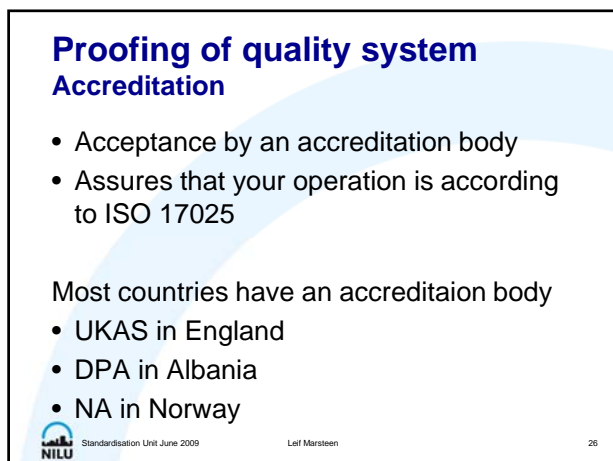 Proofing of quality system
Accreditation
• Acceptance by an accreditation body
• Assures that your operation is according
to ISO 17025
Most countries have an accreditaion body
• UKAS in England
• DPA in Albania
• NA in Norway
NILU
Standardisation Unit June 2009 Leif Marsteen 26